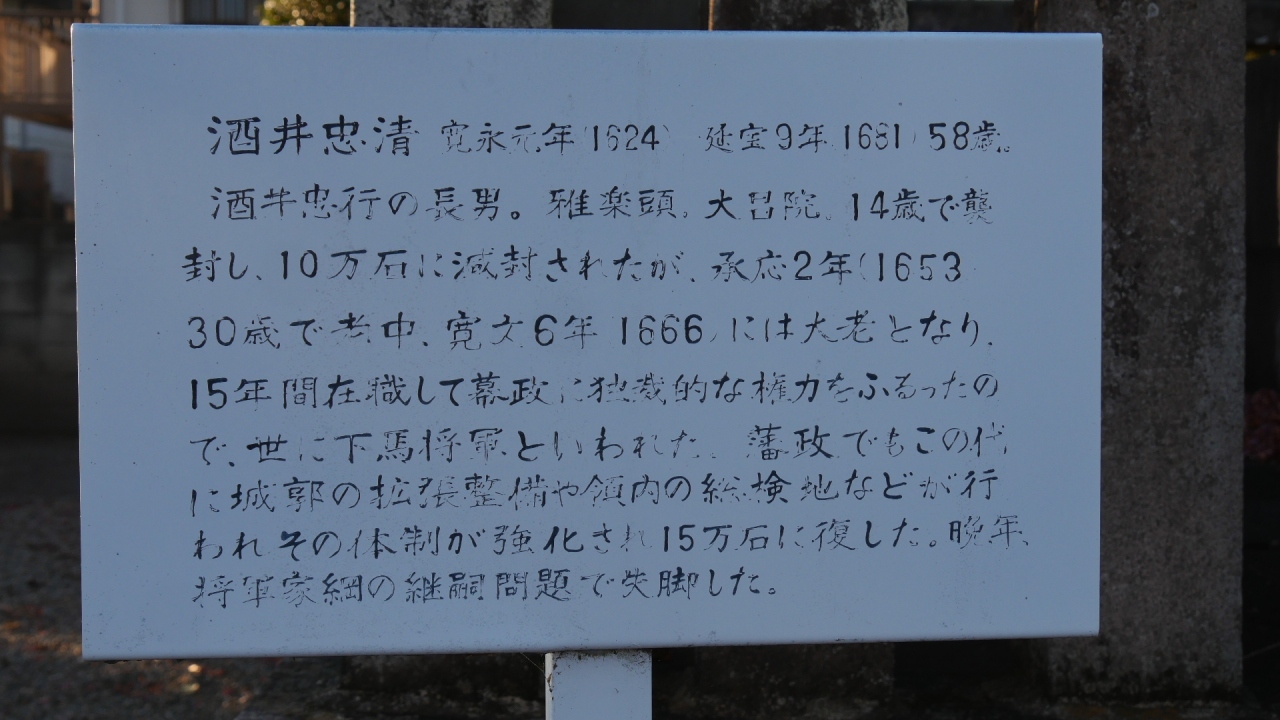 酒井忠清 寛永元年(1624) 延宝9年(1681)58歳。
酒井忠行の長男。雅楽頭。大昌院。14歳で襲
封し、10万石に減封されたが、承応2年(1653
30歳で老中、寛文6年 1666)には大老となり、
15年間在職して幕政に独裁的な権力をふるったの
で、世に下馬将軍といわれた。藩政でもこの代
に城郭の拡張整備や領内の総検地などが行
われその体制が強化され15万石に復した。晩年、
将軍家綱の継嗣問題で失脚した。